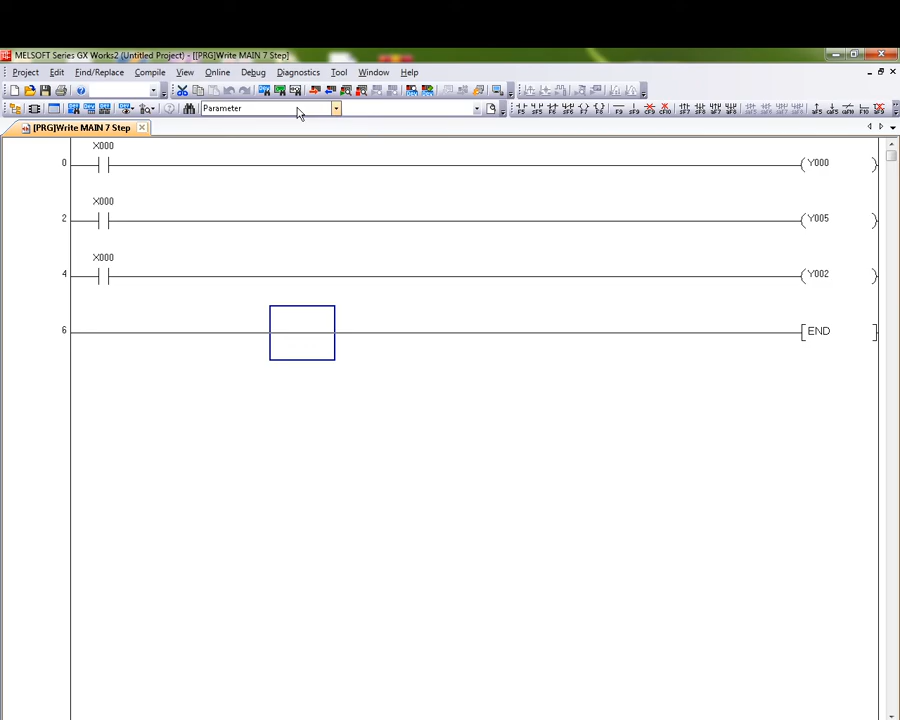 MELSOFT Series GX Works2 (Untitled Project) - [[PRG]Write MAIN 7 Step]
Project Edit Find/Replace Compile View Online Debug Diagnostics Tool Window Help
Parameter
[PRG]Write MAIN 7 Step
X000
0 Y000
X000
2 Y005
X000
4 Y002
6 END